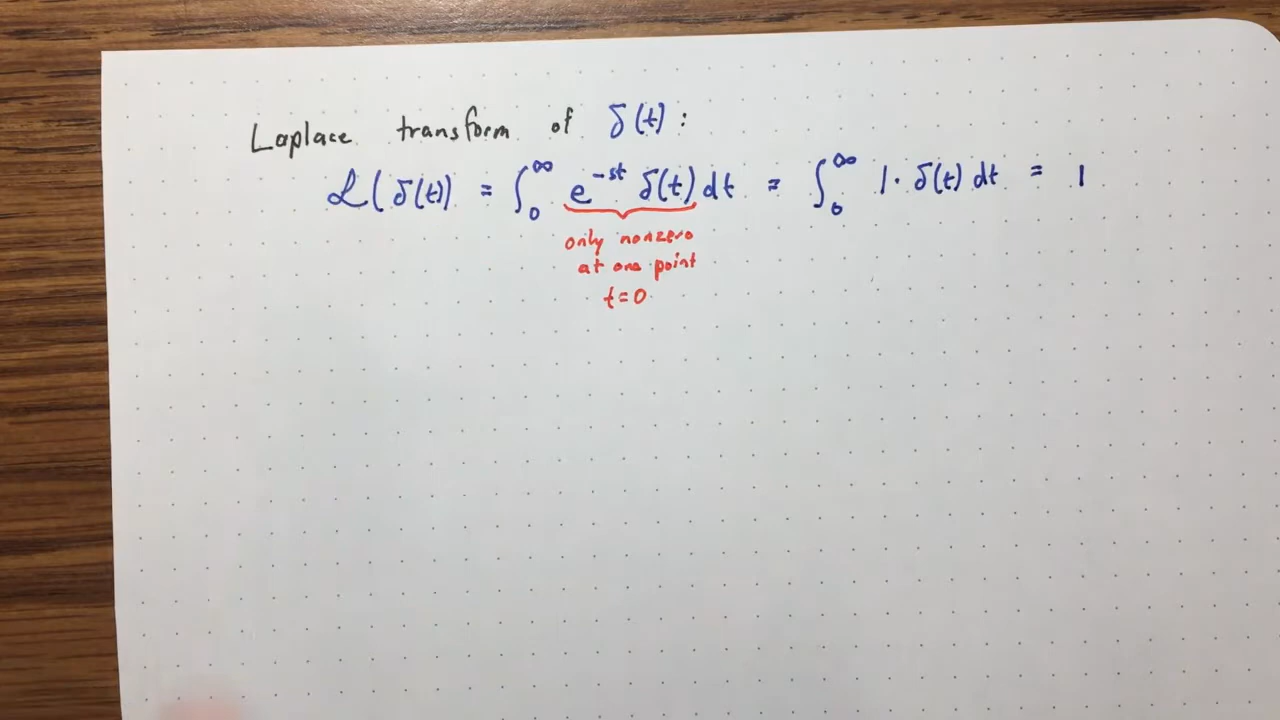 Laplace transform of δ(t):
ℒ(δ(t)) = ∫₀^∞ e^{-st} δ(t) dt = ∫₀^∞ 1 · δ(t) dt = 1
only nonzero
at one point
t=0